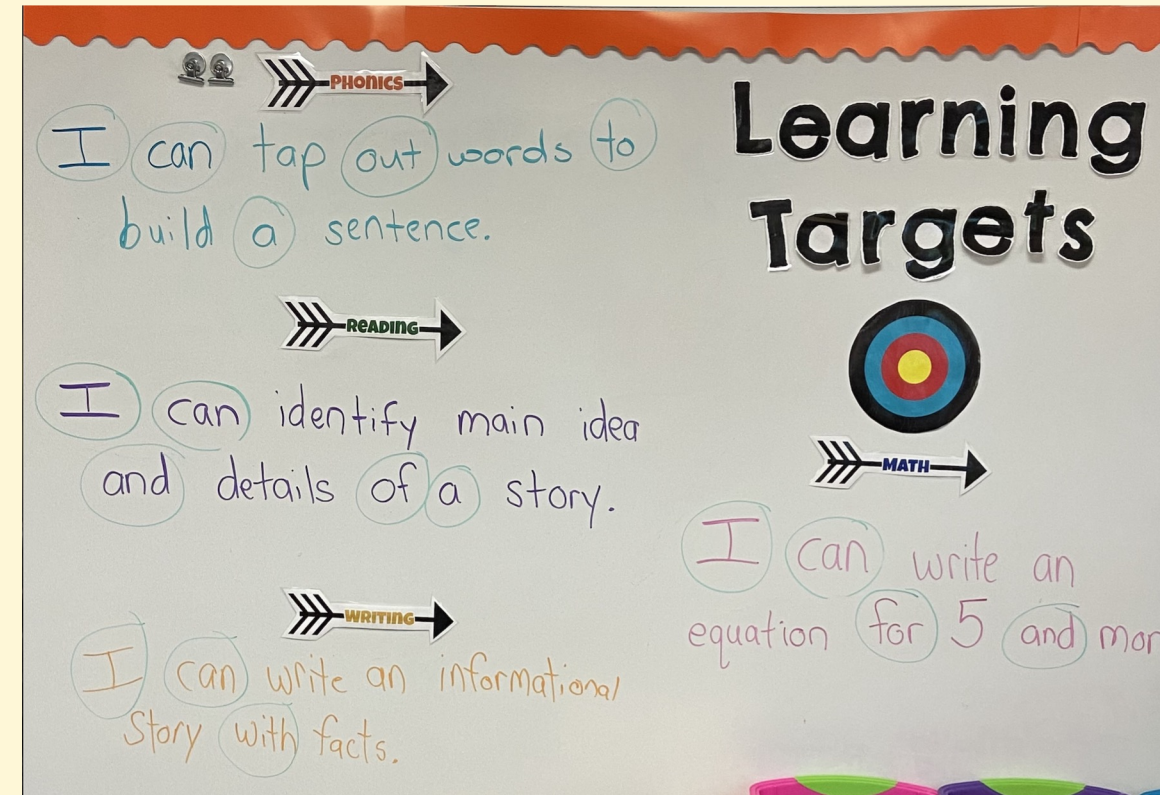 PHONICS
I can tap out words to
build a sentence.
READING
I can identify main idea
and details of a story.
WRITING
I can write an informational
Story with facts.
Learning
Targets
MATH
I can write an
equation for 5 and mor